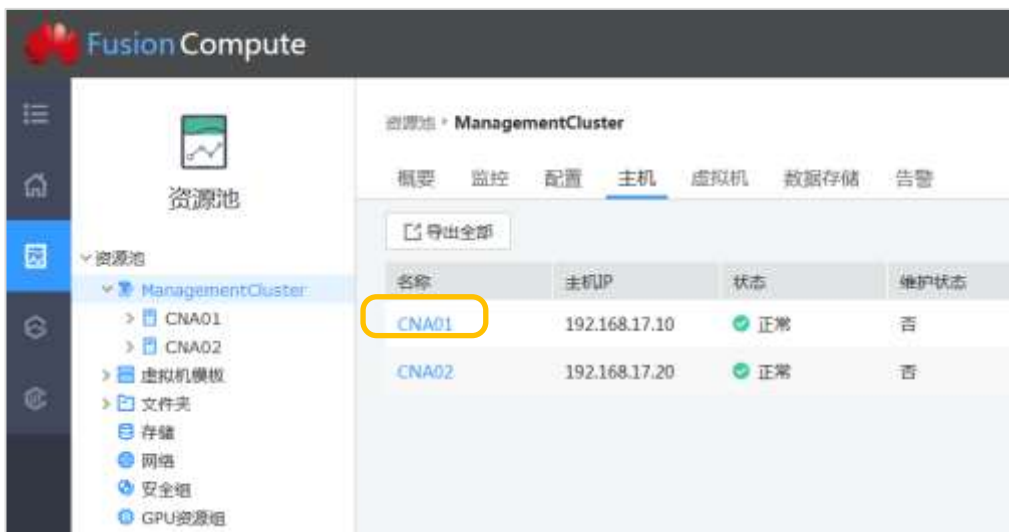 Fusion Compute
资源池
资源池
ManagementCluster
CNA01
CNA02
虚拟机模板
文件夹
存储
网络
安全组
GPU资源组
资源池 ▸ ManagementCluster
概要 监控 配置 主机 虚拟机 数据存储 告警
导出全部
名称 主机IP 状态 维护状态
CNA01 192.168.17.10 正常 否
CNA02 192.168.17.20 正常 否